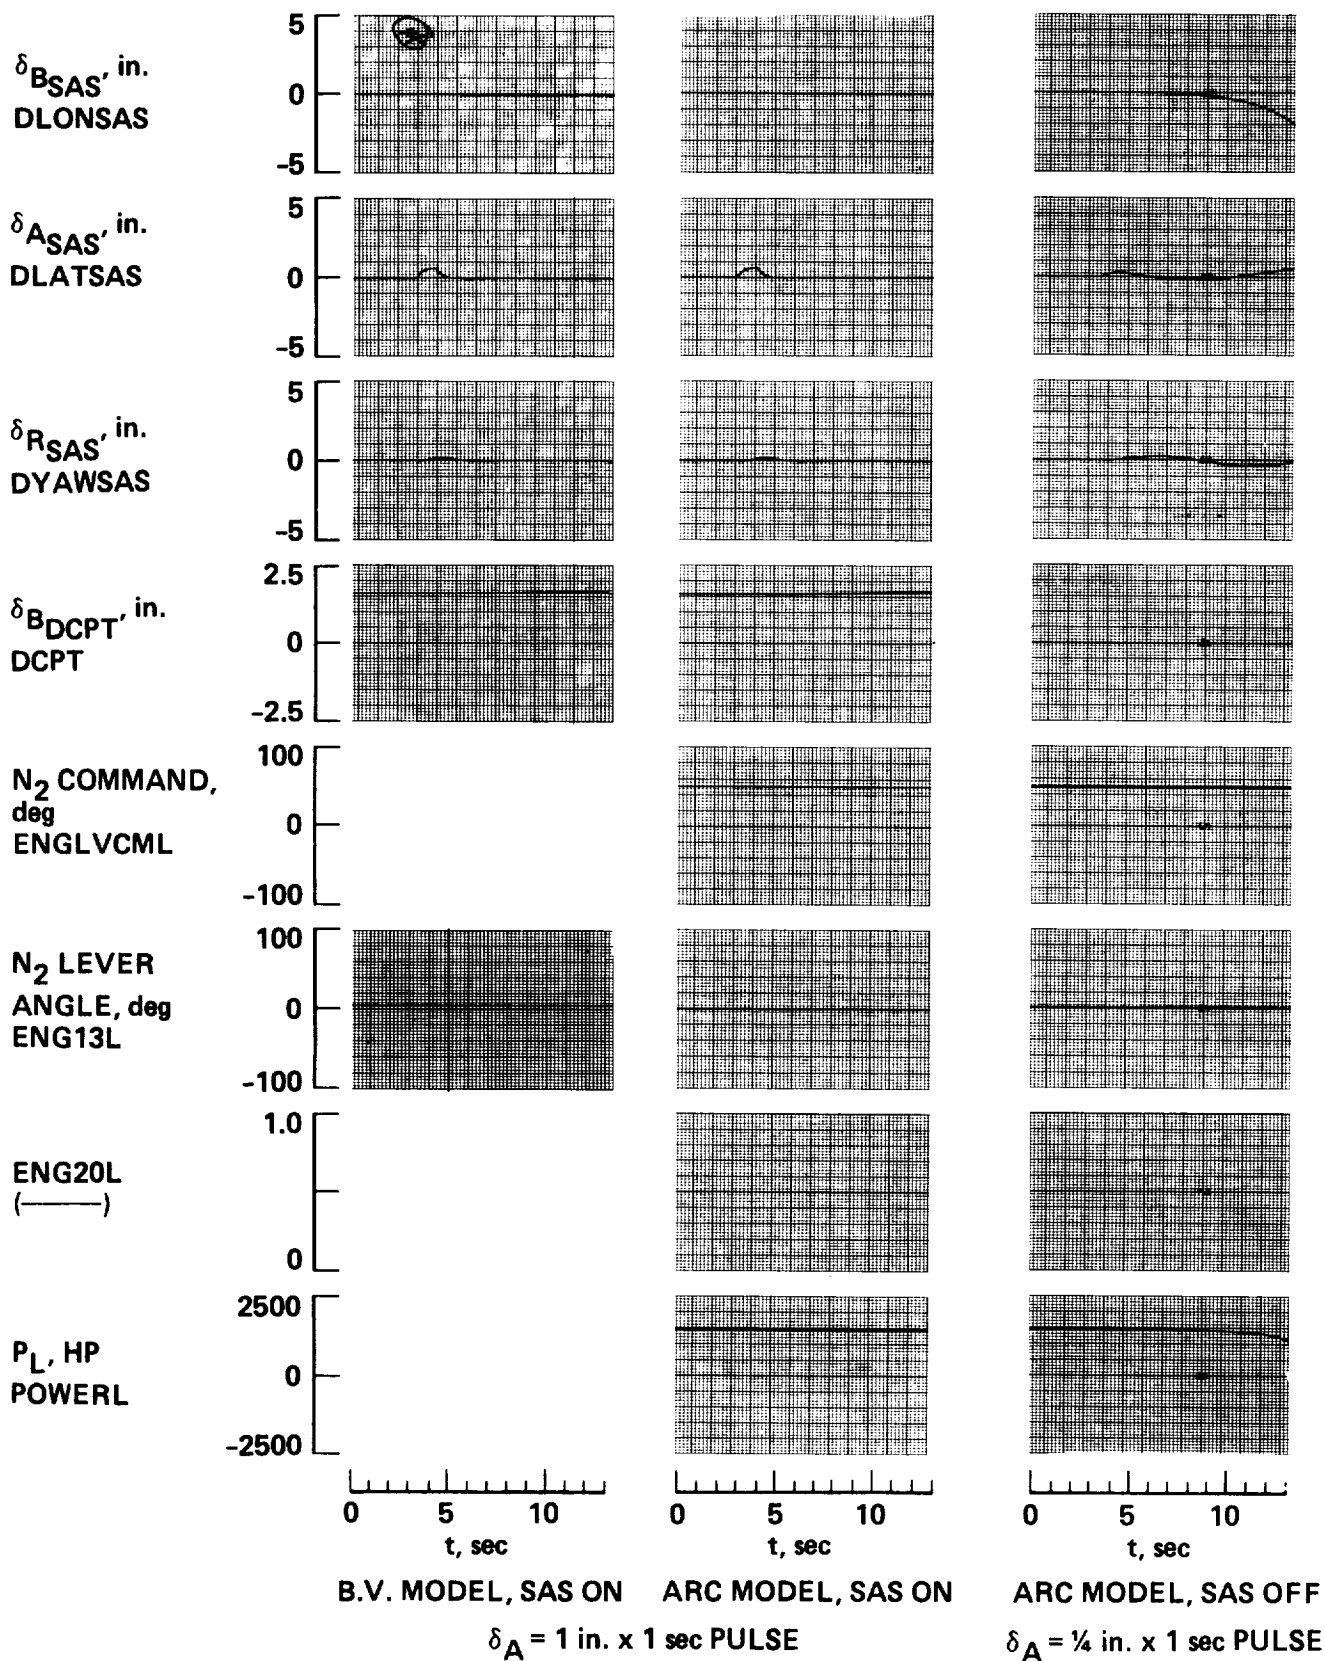 5
δBSAS, in.
0
DLONSAS
-5
5
δASAS, in.
0
DLATSAS
-5
5
δRSAS, in.
0
DYAWSAS
-5
2.5
δBDCPT, in.
0
DCPT
-2.5
100
N2 COMMAND,
deg
0
ENGLVCML
-100
100
N2 LEVER
ANGLE, deg
0
ENG13L
-100
1.0
ENG20L
(———)
0
2500
PL, HP
0
POWERL
-2500
0 5 10 0 5 10 0 5 10
t, sec t, sec t, sec
B.V. MODEL, SAS ON ARC MODEL, SAS ON ARC MODEL, SAS OFF
δA = 1 in. x 1 sec PULSE δA = ¼ in. x 1 sec PULSE